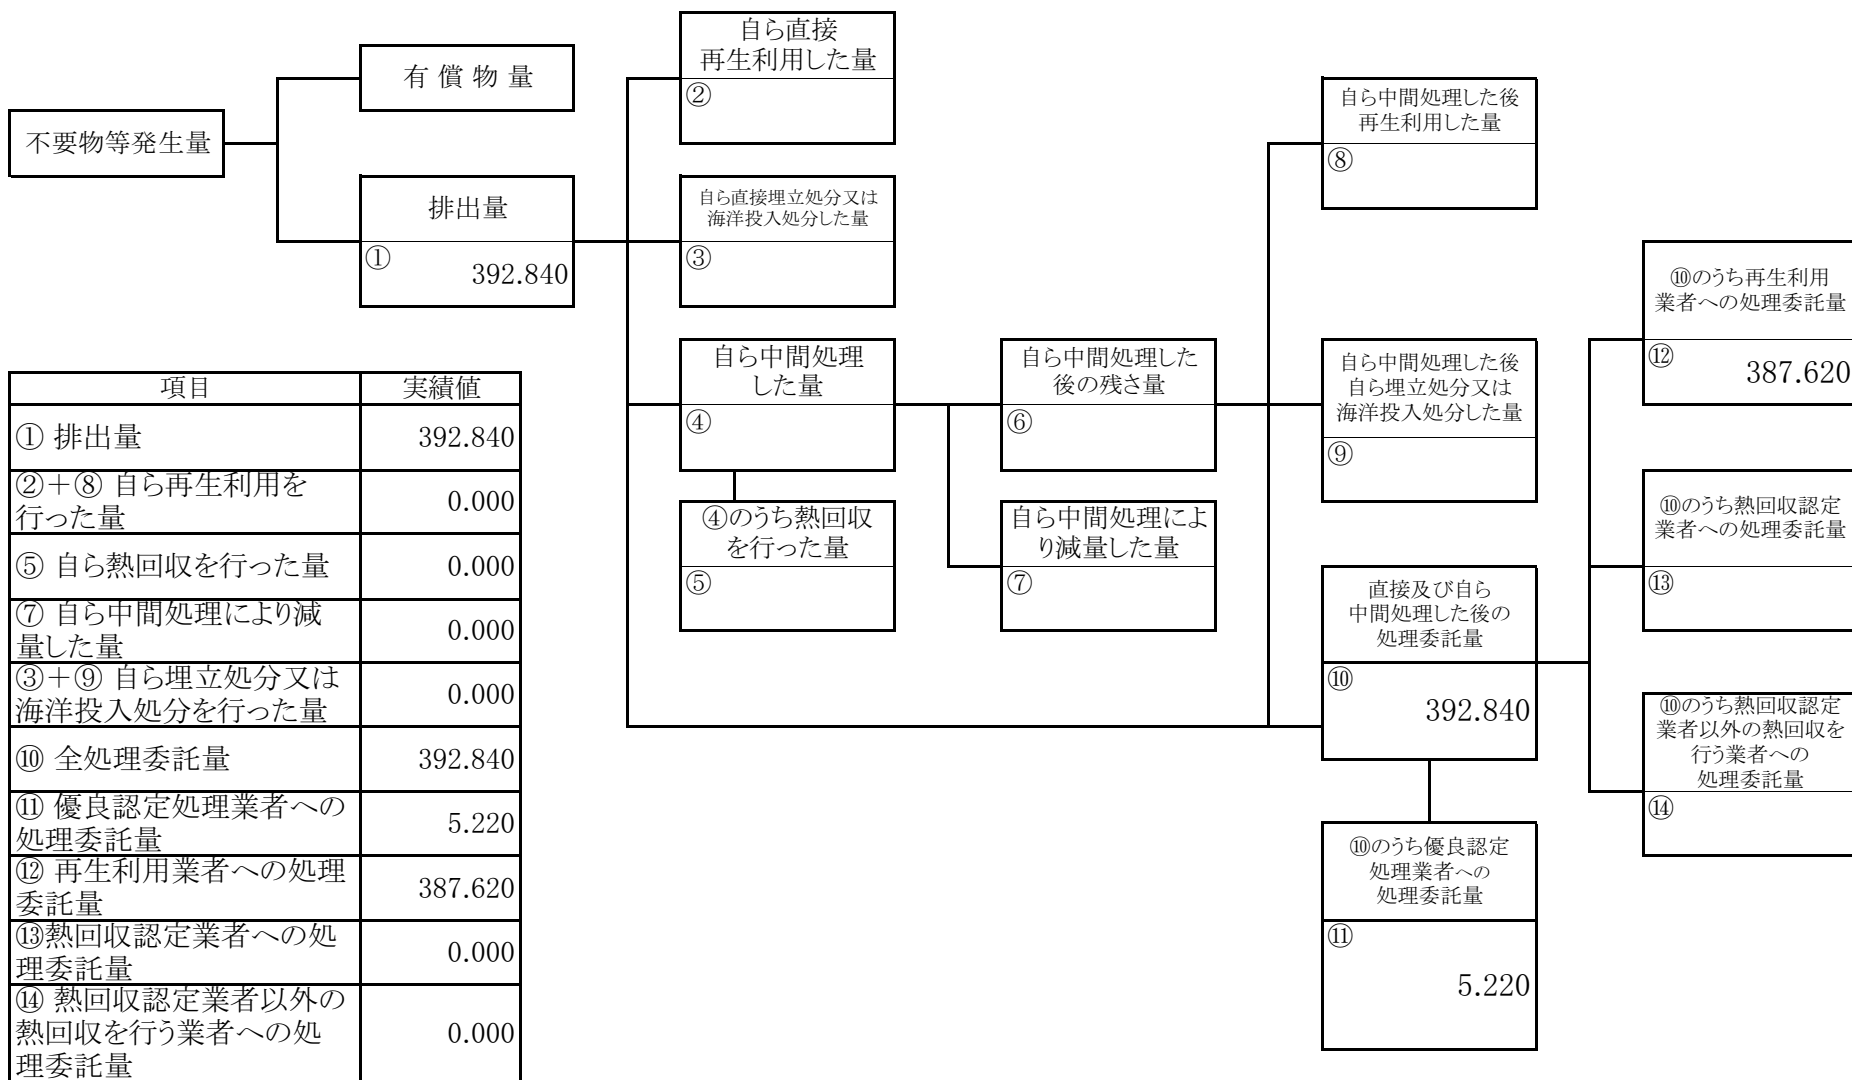 不要物等発生量
有 償 物 量
排出量
①
392.840
自ら直接
再生利用した量
②
自ら直接埋立処分又は
海洋投入処分した量
③
自ら中間処理
した量
④
④のうち熱回収
を行った量
⑤
自ら中間処理した
後の残さ量
⑥
自ら中間処理によ
り減量した量
⑦
自ら中間処理した後
再生利用した量
⑧
自ら中間処理した後
自ら埋立処分又は
海洋投入処分した量
⑨
直接及び自ら
中間処理した後の
処理委託量
⑩
392.840
⑩のうち優良認定
処理業者への
処理委託量
⑪
5.220
⑩のうち再生利用
業者への処理委託量
⑫
387.620
⑩のうち熱回収認定
業者への処理委託量
⑬
⑩のうち熱回収認定
業者以外の熱回収を
行う業者への
処理委託量
⑭
項目 実績値
① 排出量 392.840
②＋⑧ 自ら再生利用を
行った量 0.000
⑤ 自ら熱回収を行った量 0.000
⑦ 自ら中間処理により減
量した量 0.000
③＋⑨ 自ら埋立処分又は
海洋投入処分を行った量 0.000
⑩ 全処理委託量 392.840
⑪ 優良認定処理業者への
処理委託量 5.220
⑫ 再生利用業者への処理
委託量 387.620
⑬熱回収認定業者への処
理委託量 0.000
⑭ 熱回収認定業者以外の
熱回収を行う業者への処
理委託量 0.000